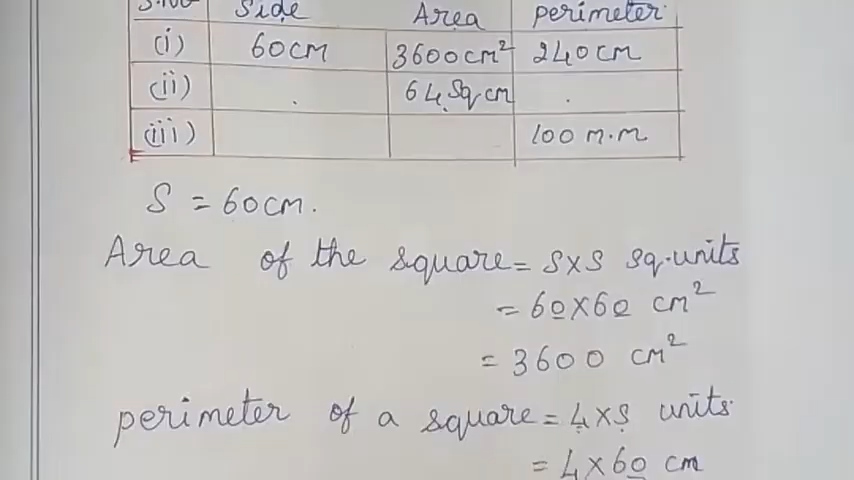 Side Area perimeter
(i) 60cm 3600cm² 240cm
(ii) 64 Sq cm
(iii) 100 m.m
S = 60cm.
Area of the square = S×S sq.units
= 60×60 cm²
= 3600 cm²
perimeter of a square = 4×S units
= 4×60 cm